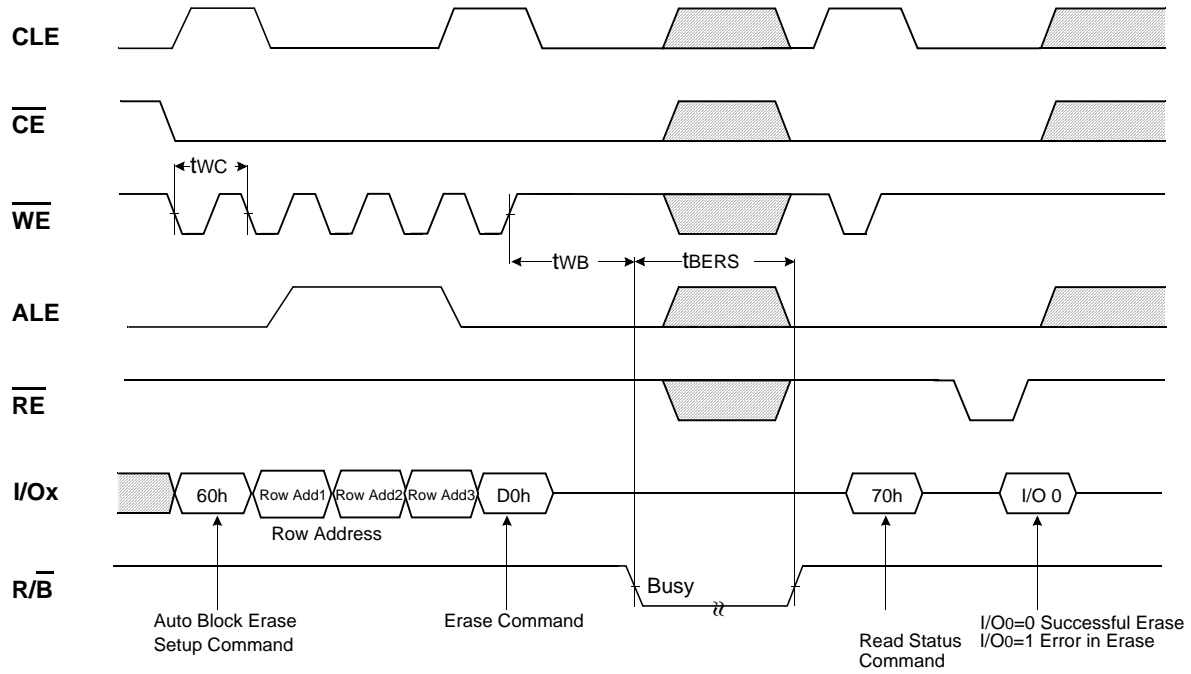 CLE
CE
tWC
WE
tWB
tBERS
ALE
RE
I/Ox
60h
Row Add1
Row Add2
Row Add3
D0h
70h
I/O 0
Row Address
R/B
Busy
Auto Block Erase
Setup Command
Erase Command
Read Status
Command
I/O0=0 Successful Erase
I/O0=1 Error in Erase